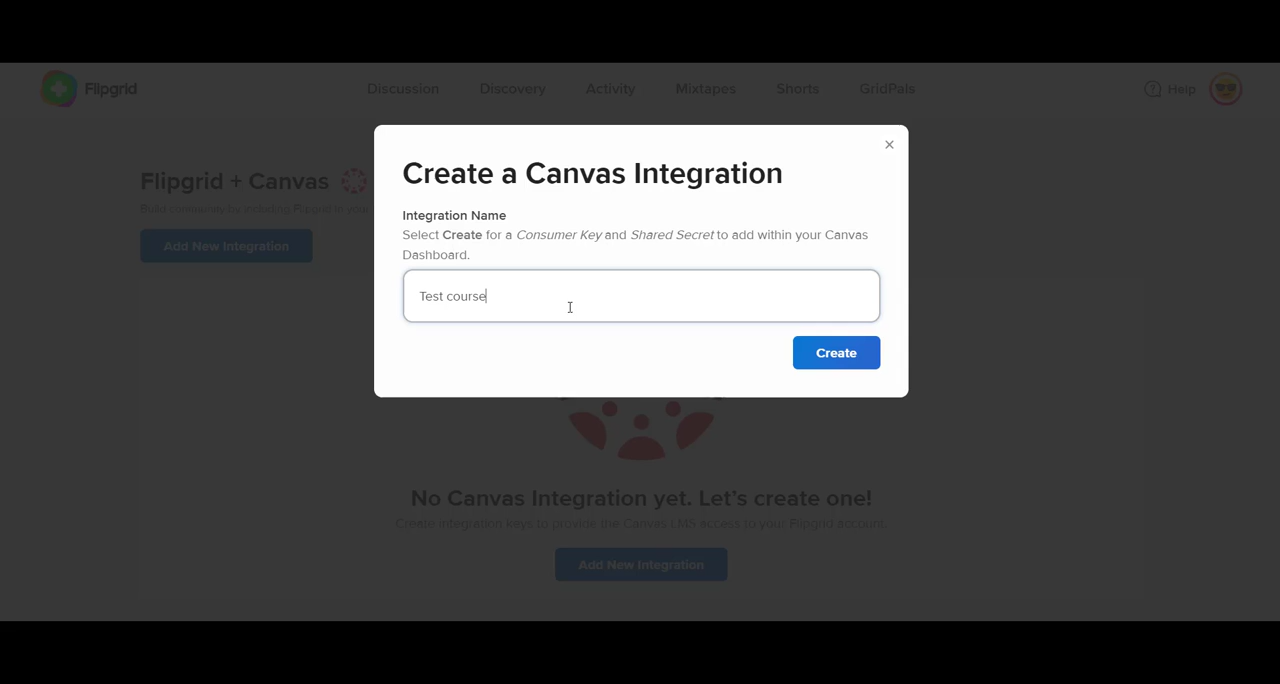 Flipgrid
Discussion
Discovery
Activity
Mixtapes
Shorts
GridPals
Help
Flipgrid + Canvas
Build community by including Flipgrid in your
Add New Integration
Create a Canvas Integration
Integration Name
Select Create for a Consumer Key and Shared Secret to add within your Canvas
Dashboard.
Test course
Create
No Canvas Integration yet. Let's create one!
Create integration keys to provide the Canvas LMS access to your Flipgrid account.
Add New Integration